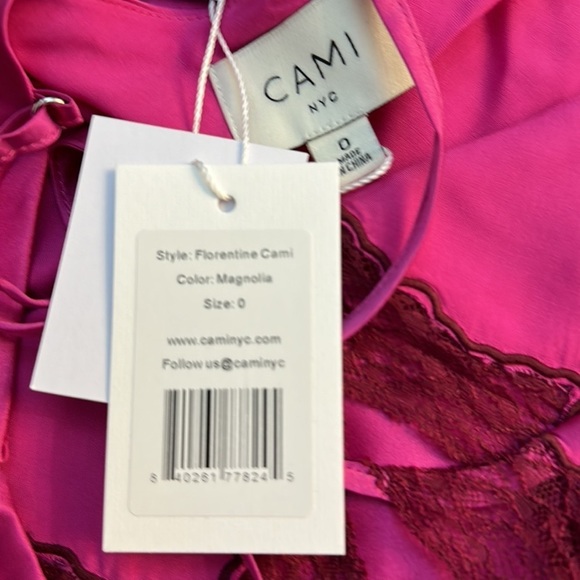 CAMI
NYC
0
MADE
IN CHINA
Style: Florentine Cami
Color: Magnolia
Size: 0
www.caminyc.com
Follow us@caminyc
8 40261 77824 5